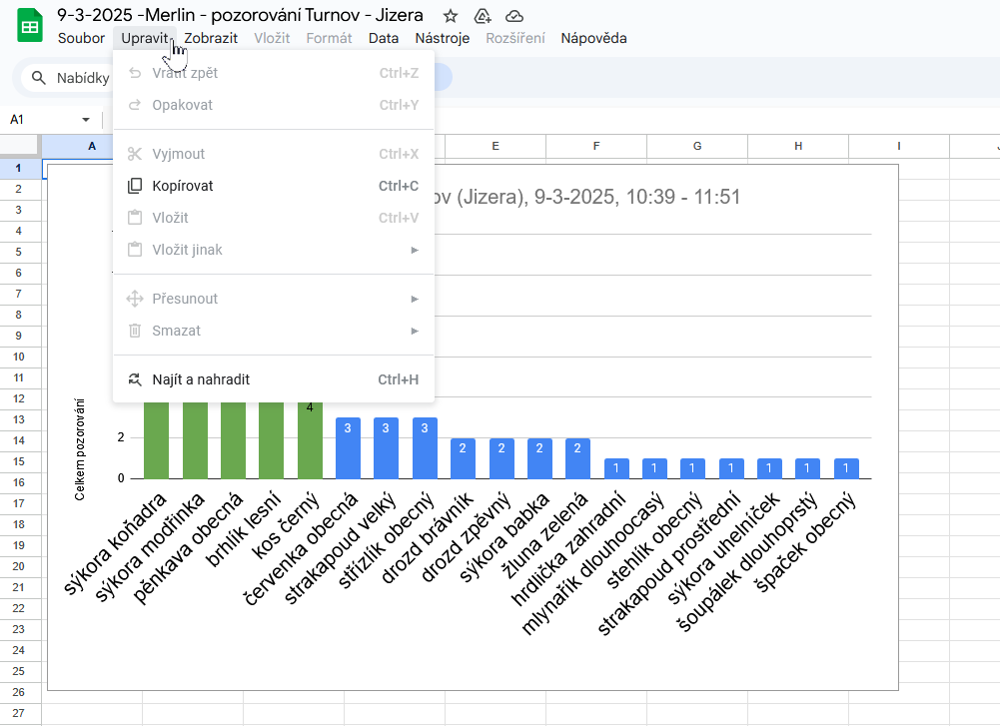 9-3-2025 -Merlin - pozorování Turnov - Jizera
Soubor Upravit Zobrazit Vložit Formát Data Nástroje Rozšíření Nápověda
Nabídky
Vrátit zpět Ctrl+Z
Opakovat Ctrl+Y
A1
Vyjmout Ctrl+X
Kopírovat Ctrl+C
Vložit Ctrl+V
Vložit jinak
Přesunout
Smazat
Najít a nahradit Ctrl+H
A E F G H I
1
2
3
4
5
6
7
8
9
10
11
12
13
14
15
16
17
18
19
20
21
22
23
24
25
26
27
(Jizera), 9-3-2025, 10:39 - 11:51
Celkem pozorování
2
0
4 3 3 3 2 2 2 2 1 1 1 1 1 1 1
sýkora koňadra
sýkora modřinka
pěnkava obecná
brhlík lesní
kos černý
červenka obecná
strakapoud velký
střízlík obecný
drozd brávník
drozd zpěvný
sýkora babka
žluna zelená
hrdlička zahradní
mlynařík dlouhoocasý
stehlík obecný
strakapoud prostřední
sýkora uhelníček
šoupálek dlouhoprstý
špaček obecný